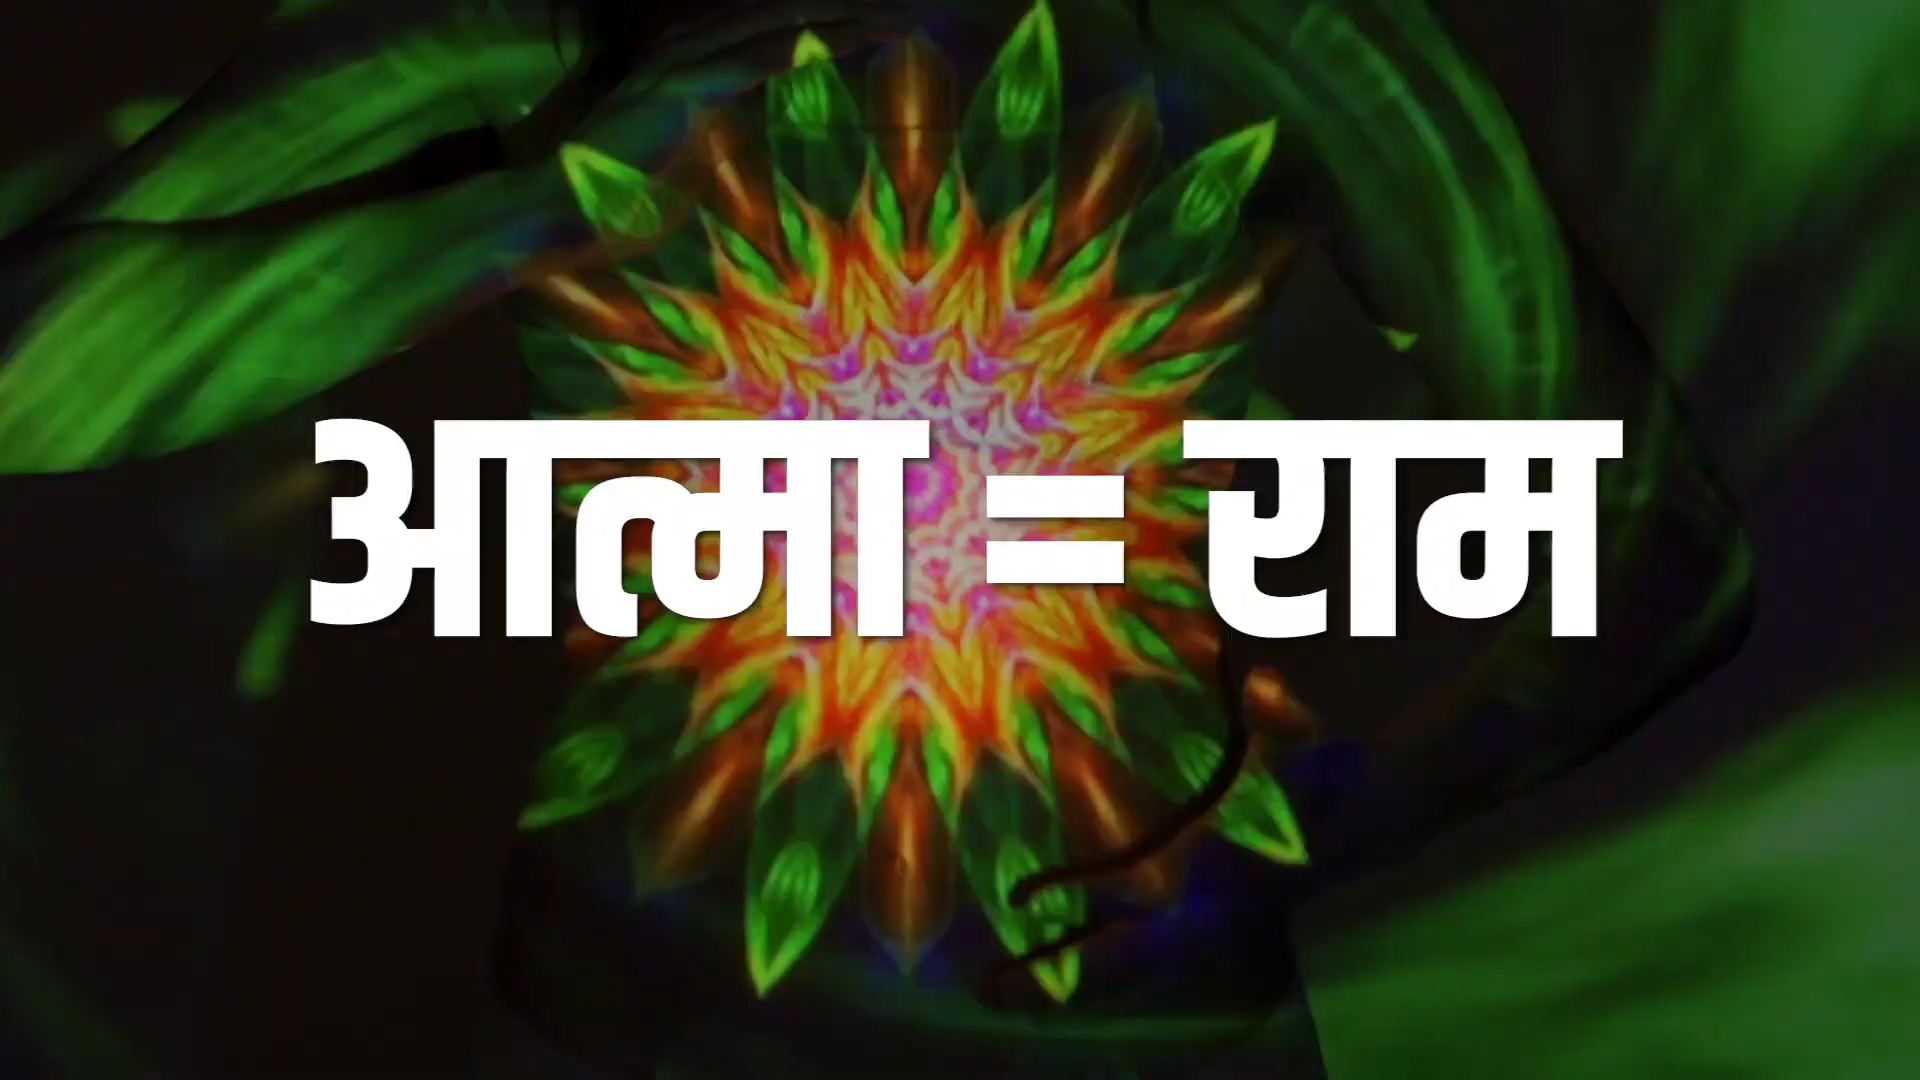 आत्मा = राम